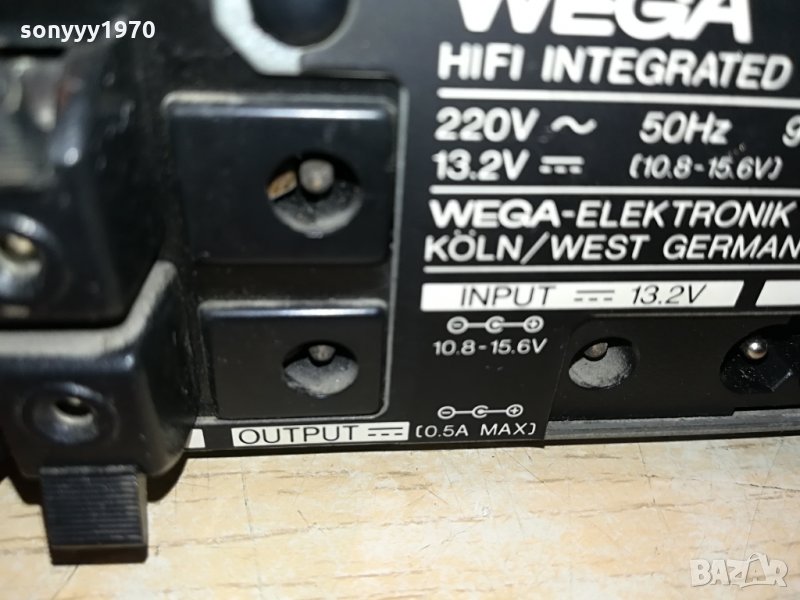 sonyyy1970
WEGA
HIFI INTEGRATED
220V ~ 50Hz
13.2V (10.8-15.6V)
WEGA-ELEKTRONIK
KÖLN/WEST GERMAN
INPUT 13.2V
10.8-15.6V
OUTPUT (0.5A MAX)
BAZAR